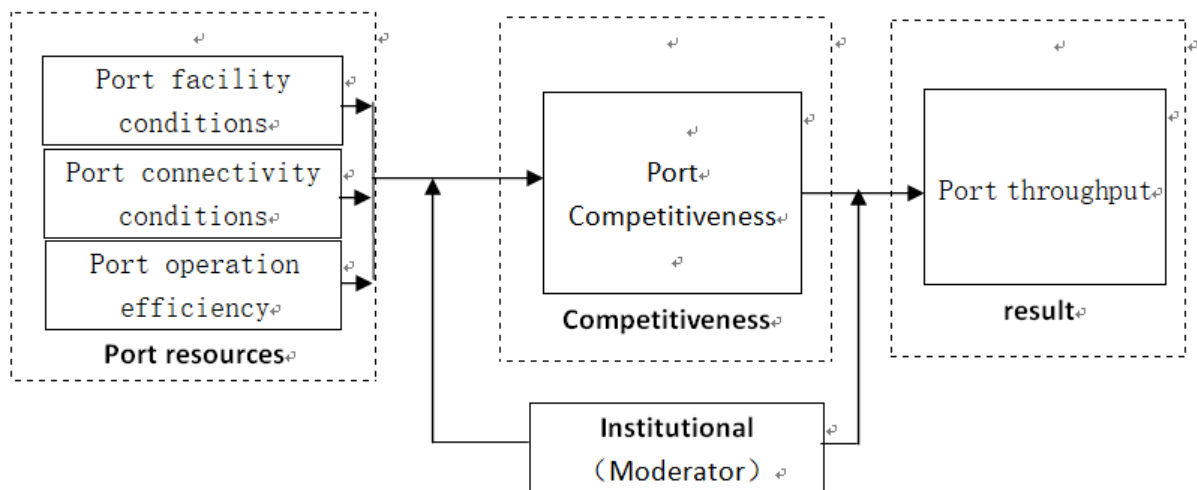 Port facility
conditions
Port connectivity
conditions
Port operation
efficiency
Port resources
Port
Competitiveness
Competitiveness
Port throughput
result
Institutional
（Moderator）